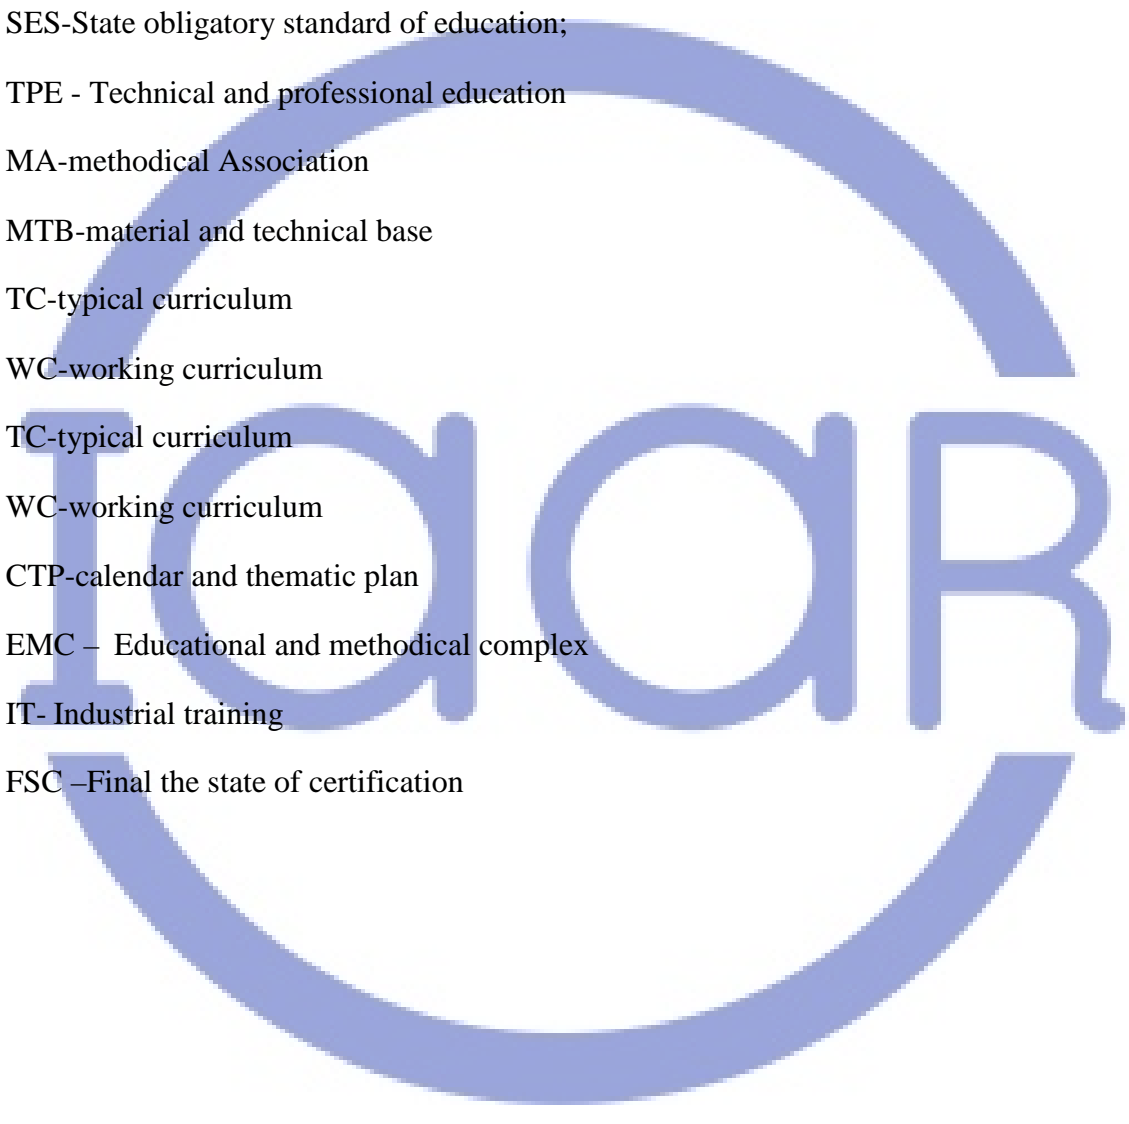 SES-State obligatory standard of education;
TPE - Technical and professional education
MA-methodical Association
MTB-material and technical base
TC-typical curriculum
WC-working curriculum
TC-typical curriculum
WC-working curriculum
CTP-calendar and thematic plan
EMC – Educational and methodical complex
IT- Industrial training
FSC –Final the state of certification
IaaR